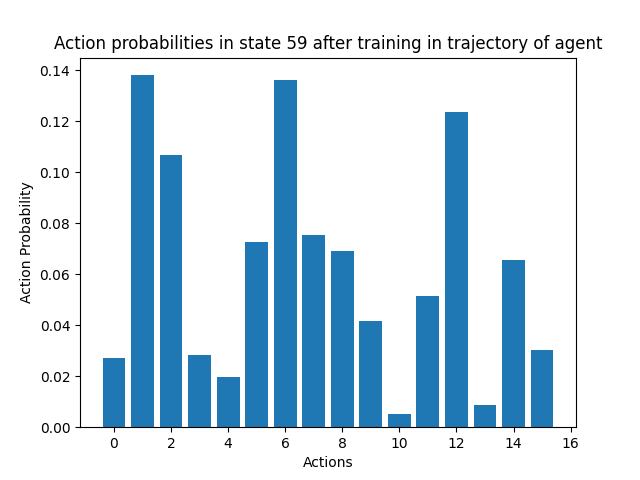 Action probabilities in state 59 after training in trajectory of agent
0.14
0.12
0.10
0.08
0.06
0.04
0.02
0.00
Action Probability
0 2 4 6 8 10 12 14 16
Actions